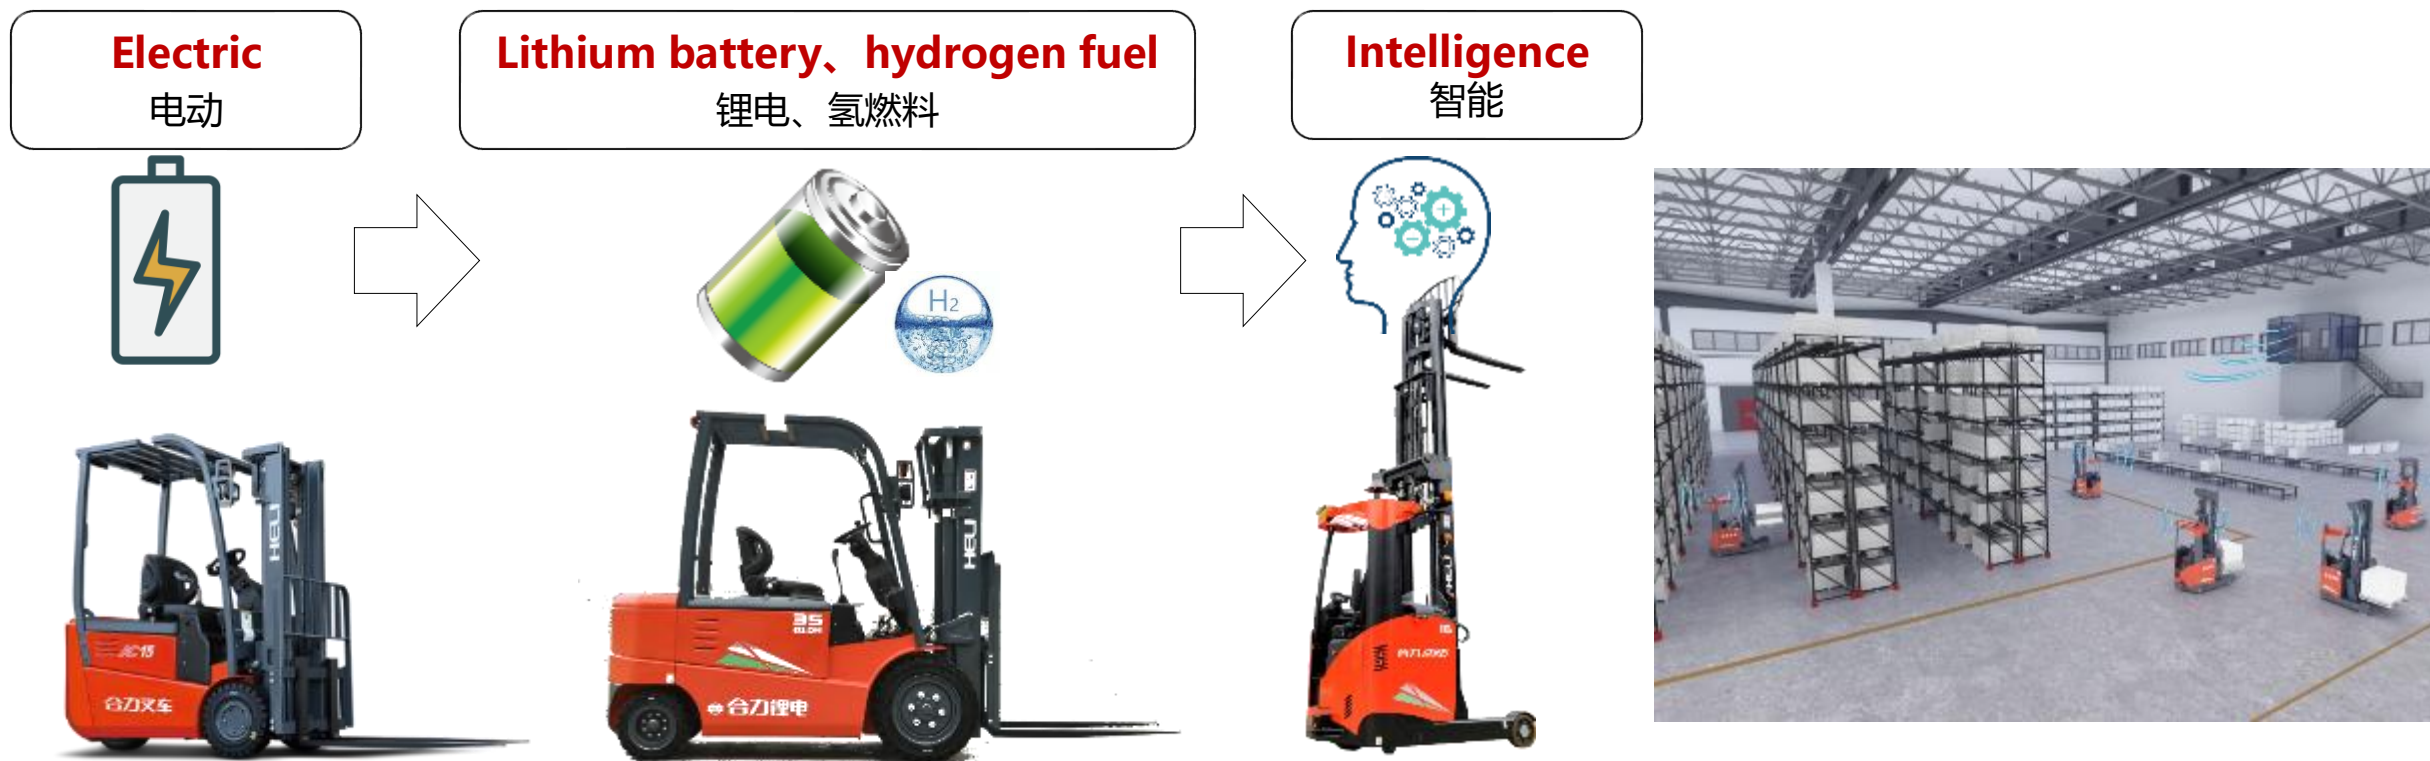 Electric
电动
Lithium battery、hydrogen fuel
锂电、氢燃料
Intelligence
智能
H2
HELI
合力叉车
HELI
35
合力锂电
HELI